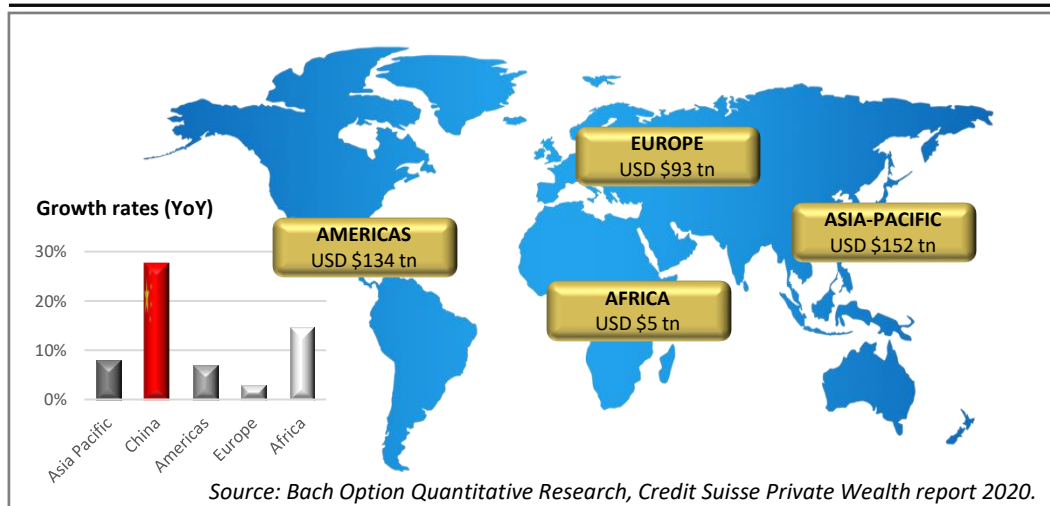 EUROPE
USD $93 tn
Growth rates (YoY)
ASIA-PACIFIC
USD $152 tn
AMERICAS
USD $134 tn
30%
20%
10%
0%
AFRICA
USD $5 tn
Asia Pacific
China
Americas
Europe
Africa
Source: Bach Option Quantitative Research, Credit Suisse Private Wealth report 2020.